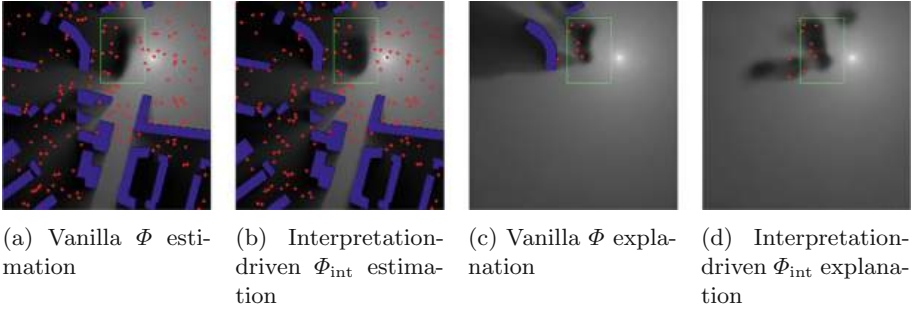 (a) Vanilla Φ esti-
mation
(b) Interpretation-
driven Φint estima-
tion
(c) Vanilla Φ expla-
nation
(d) Interpretation-
driven Φint explana-
tion